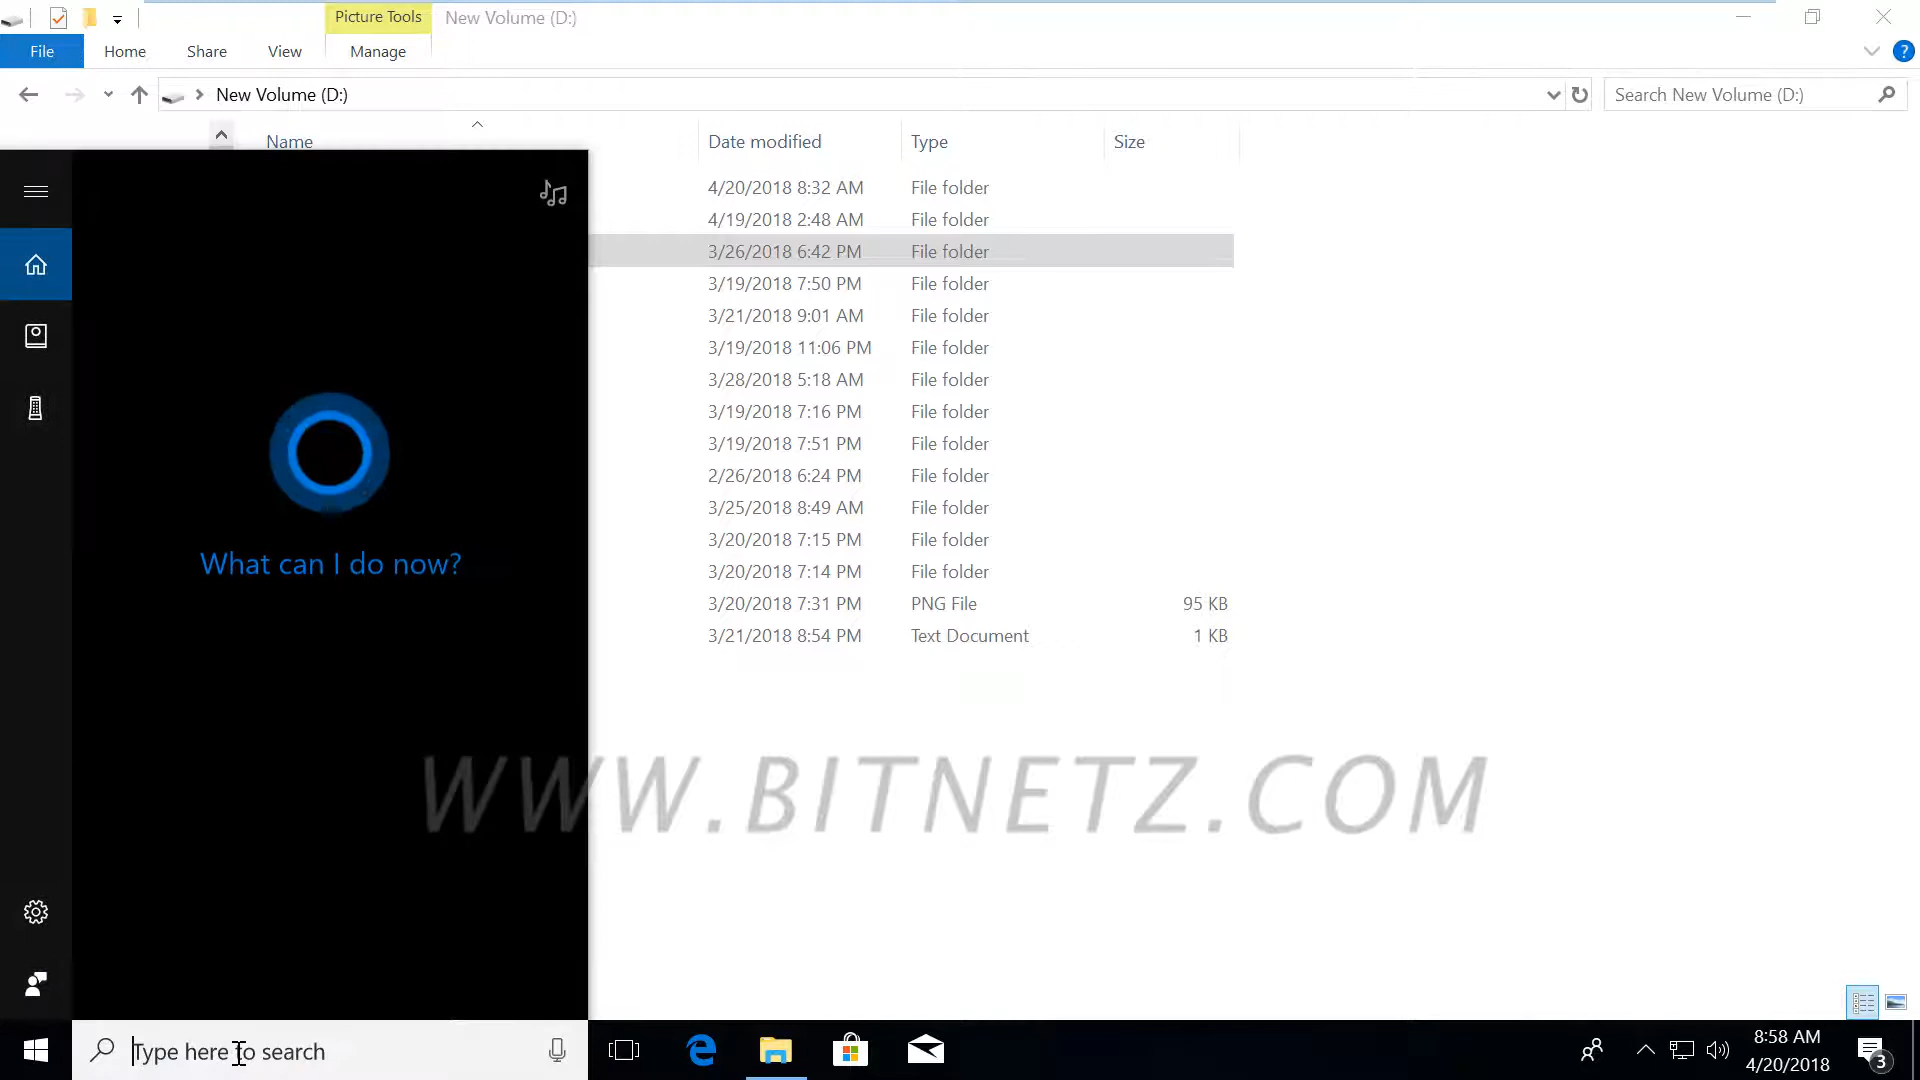 Picture Tools New Volume (D:)
File Home Share View Manage ?
New Volume (D:) Search New Volume (D:)
Name Date modified Type Size
4/20/2018 8:32 AM File folder
4/19/2018 2:48 AM File folder
3/26/2018 6:42 PM File folder
3/19/2018 7:50 PM File folder
3/21/2018 9:01 AM File folder
3/19/2018 11:06 PM File folder
3/28/2018 5:18 AM File folder
3/19/2018 7:16 PM File folder
3/19/2018 7:51 PM File folder
2/26/2018 6:24 PM File folder
3/25/2018 8:49 AM File folder
3/20/2018 7:15 PM File folder
3/20/2018 7:14 PM File folder
3/20/2018 7:31 PM PNG File 95 KB
3/21/2018 8:54 PM Text Document 1 KB
What can I do now?
WWW.BITNETZ.COM
Type here to search
8:58 AM
4/20/2018
3